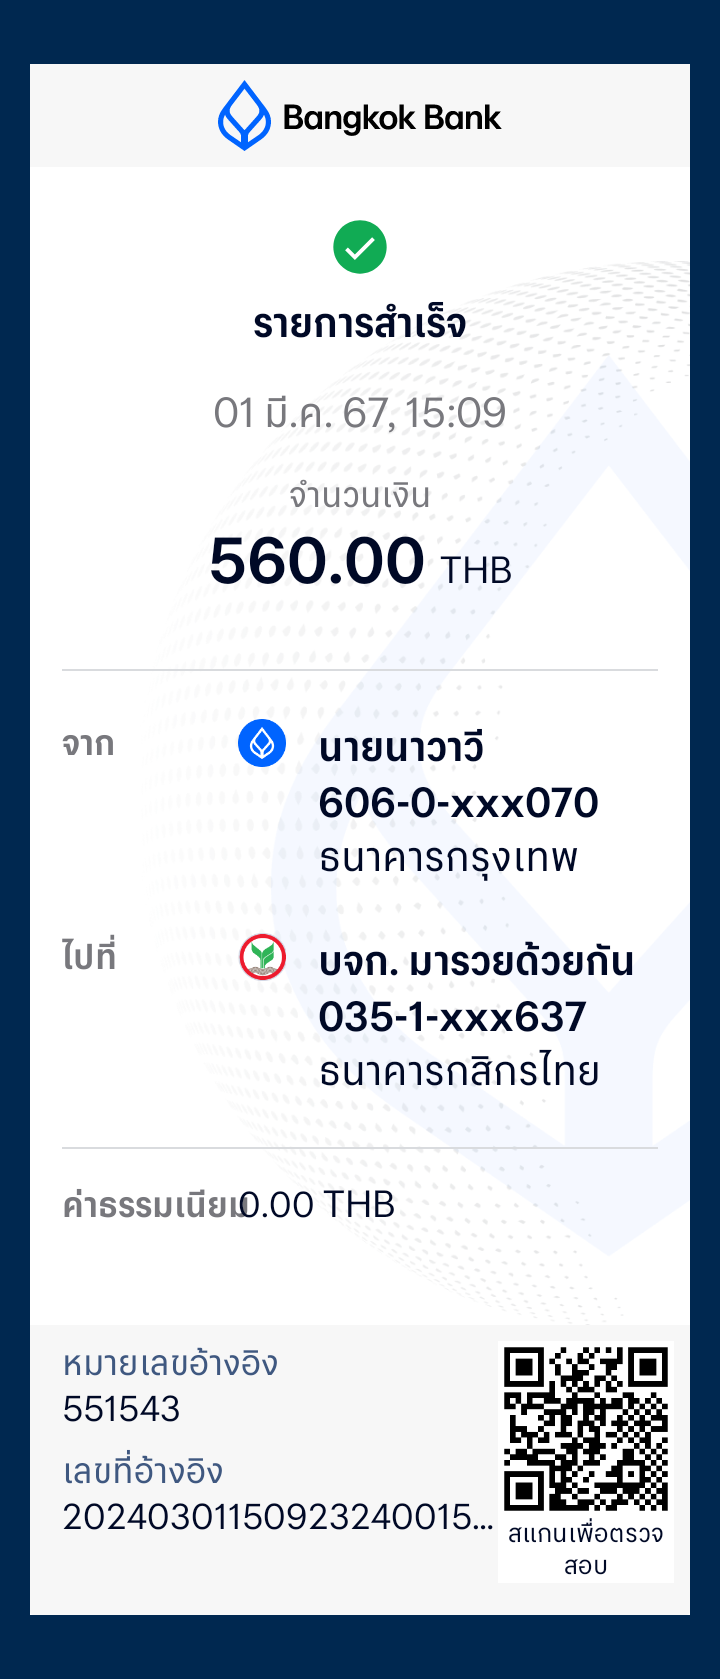 Bangkok Bank
รายการสำเร็จ
01 มี.ค. 67, 15:09
จำนวนเงิน
560.00 THB
จาก
นายนาวาวี
606-0-xxx070
ธนาคารกรุงเทพ
ไปที่
บจก. มารวยด้วยกัน
035-1-xxx637
ธนาคารกสิกรไทย
ค่าธรรมเนียม 0.00 THB
หมายเลขอ้างอิง
551543
เลขที่อ้างอิง
20240301150923240015...
สแกนเพื่อตรวจ
สอบ